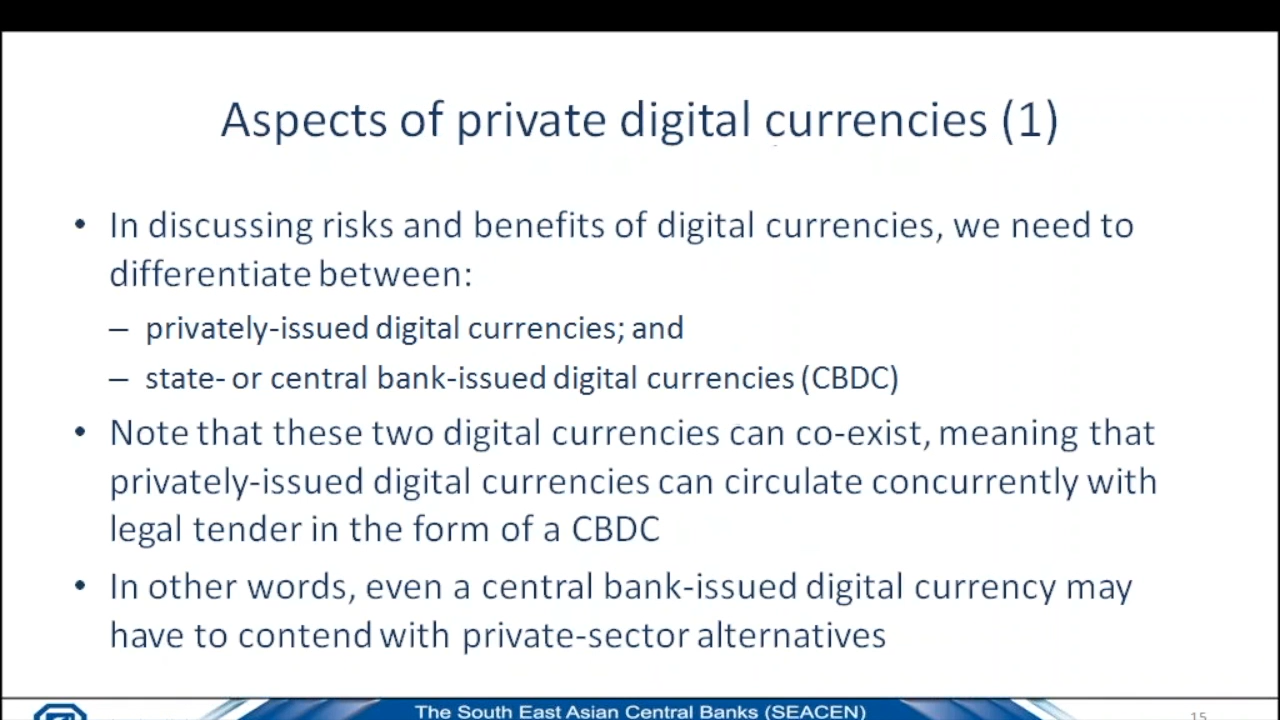 Aspects of private digital currencies (1)
• In discussing risks and benefits of digital currencies, we need to
differentiate between:
– privately-issued digital currencies; and
– state- or central bank-issued digital currencies (CBDC)
• Note that these two digital currencies can co-exist, meaning that
privately-issued digital currencies can circulate concurrently with
legal tender in the form of a CBDC
• In other words, even a central bank-issued digital currency may
have to contend with private-sector alternatives
The South East Asian Central Banks (SEACEN)
15